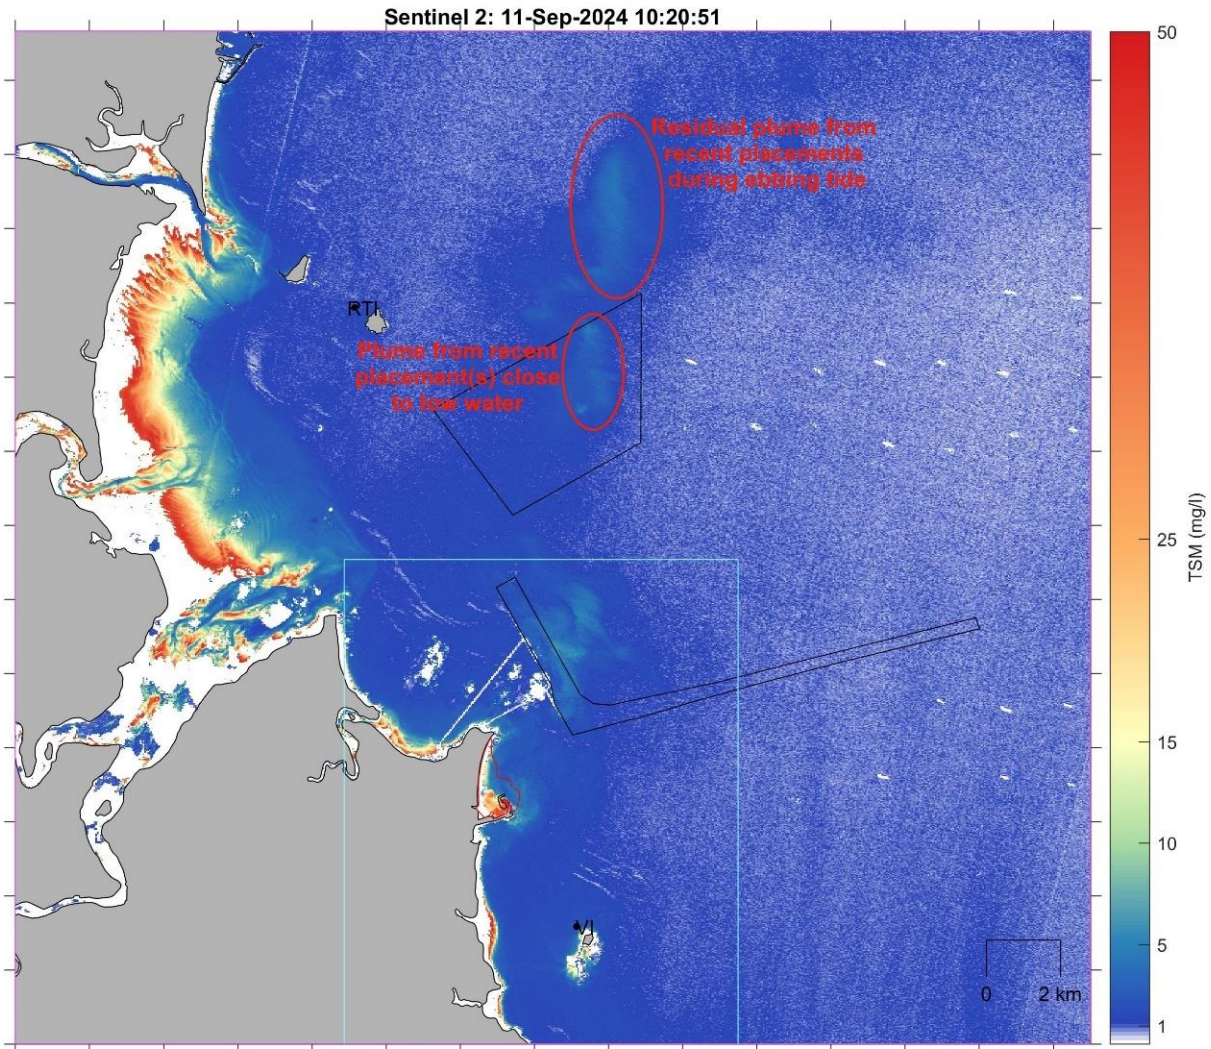 Sentinel 2: 11-Sep-2024 10:20:51
50
Residual plume from
recent placements
during ebbing tide
RTI
Plume from recent
placement(s) close
to low water
25
TSM (mg/l)
15
10
5
VI
0 2 km
1